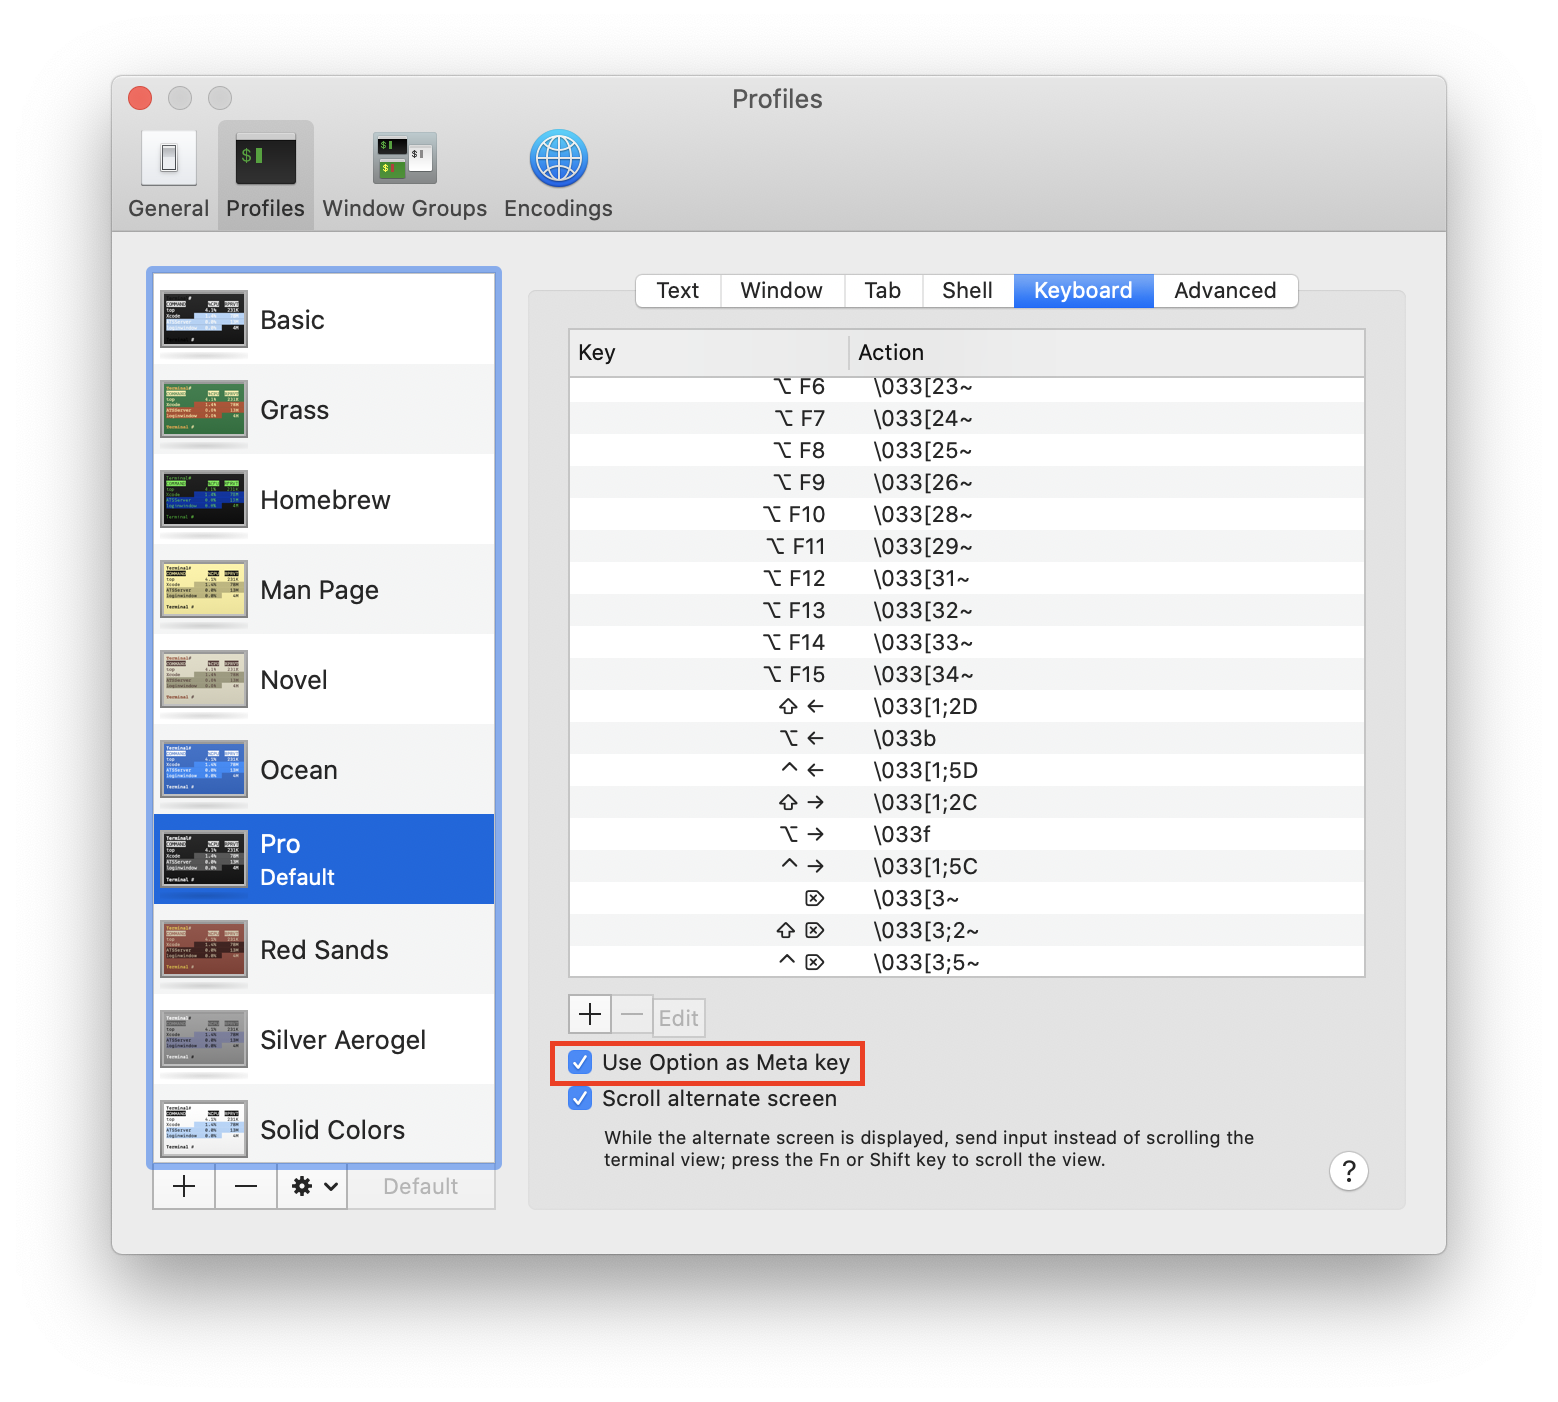 Profiles
General Profiles Window Groups Encodings
Basic
Grass
Homebrew
Man Page
Novel
Ocean
Pro
Default
Red Sands
Silver Aerogel
Solid Colors
Default
Text Window Tab Shell Keyboard Advanced
Key Action
⌥ F6 \033[23~
⌥ F7 \033[24~
⌥ F8 \033[25~
⌥ F9 \033[26~
⌥ F10 \033[28~
⌥ F11 \033[29~
⌥ F12 \033[31~
⌥ F13 \033[32~
⌥ F14 \033[33~
⌥ F15 \033[34~
⇧ ← \033[1;2D
⌥ ← \033b
^ ← \033[1;5D
⇧ → \033[1;2C
⌥ → \033f
^ → \033[1;5C
⌦ \033[3~
⇧ ⌦ \033[3;2~
^ ⌦ \033[3;5~
Edit
Use Option as Meta key
Scroll alternate screen
While the alternate screen is displayed, send input instead of scrolling the
terminal view; press the Fn or Shift key to scroll the view.
?